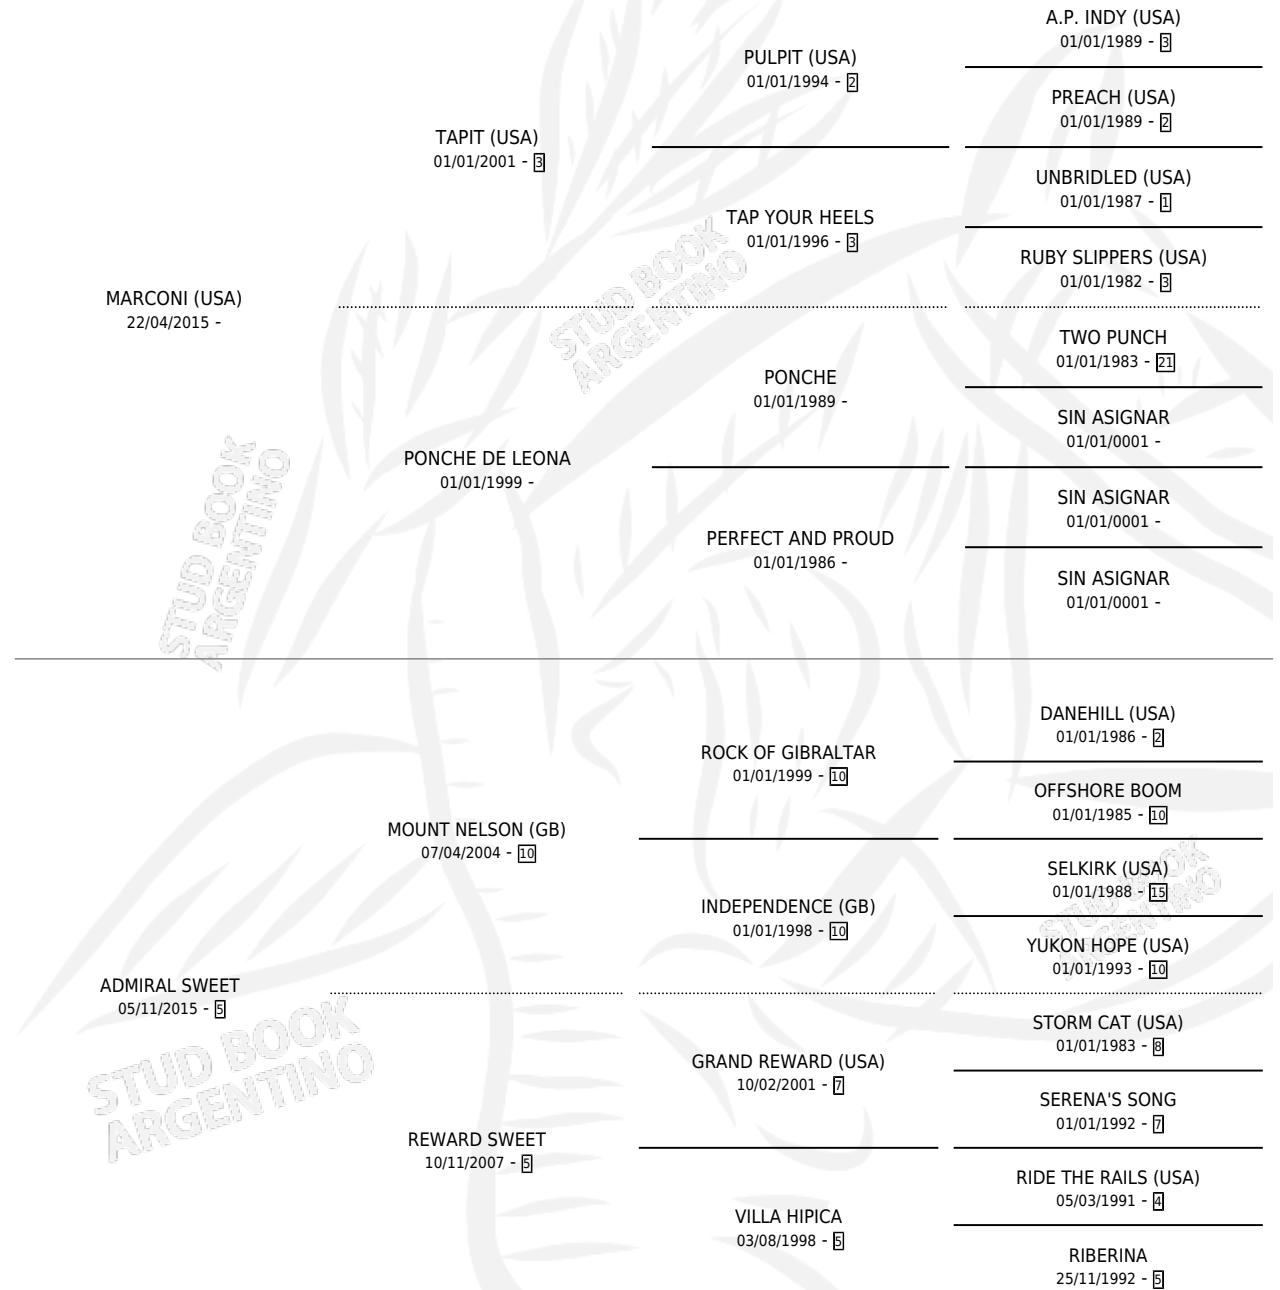 A.P. INDY (USA)
01/01/1989 - 3
PULPIT (USA)
01/01/1994 - 2
PREACH (USA)
01/01/1989 - 2
TAPIT (USA)
01/01/2001 - 3
UNBRIDLED (USA)
01/01/1987 - 1
TAP YOUR HEELS
01/01/1996 - 3
RUBY SLIPPERS (USA)
01/01/1982 - 3
MARCONI (USA)
22/04/2015 -
STUD BOOK
ARGENTINO
TWO PUNCH
01/01/1983 - 21
PONCHE
01/01/1989 -
SIN ASIGNAR
01/01/0001 -
PONCHE DE LEONA
01/01/1999 -
SIN ASIGNAR
01/01/0001 -
PERFECT AND PROUD
01/01/1986 -
SIN ASIGNAR
01/01/0001 -
STUD BOOK
ARGENTINO
DANEHILL (USA)
01/01/1986 - 2
ROCK OF GIBRALTAR
01/01/1999 - 10
OFFSHORE BOOM
01/01/1985 - 10
MOUNT NELSON (GB)
07/04/2004 - 10
SELKIRK (USA)
01/01/1988 - 15
INDEPENDENCE (GB)
01/01/1998 - 10
STUD BOOK
ARGENTINO
YUKON HOPE (USA)
01/01/1993 - 10
ADMIRAL SWEET
05/11/2015 - 5
STUD BOOK
ARGENTINO
STORM CAT (USA)
01/01/1983 - 8
GRAND REWARD (USA)
10/02/2001 - 7
SERENA'S SONG
01/01/1992 - 7
REWARD SWEET
10/11/2007 - 5
RIDE THE RAILS (USA)
05/03/1991 - 4
VILLA HIPICA
03/08/1998 - 5
RIBERINA
25/11/1992 - 5